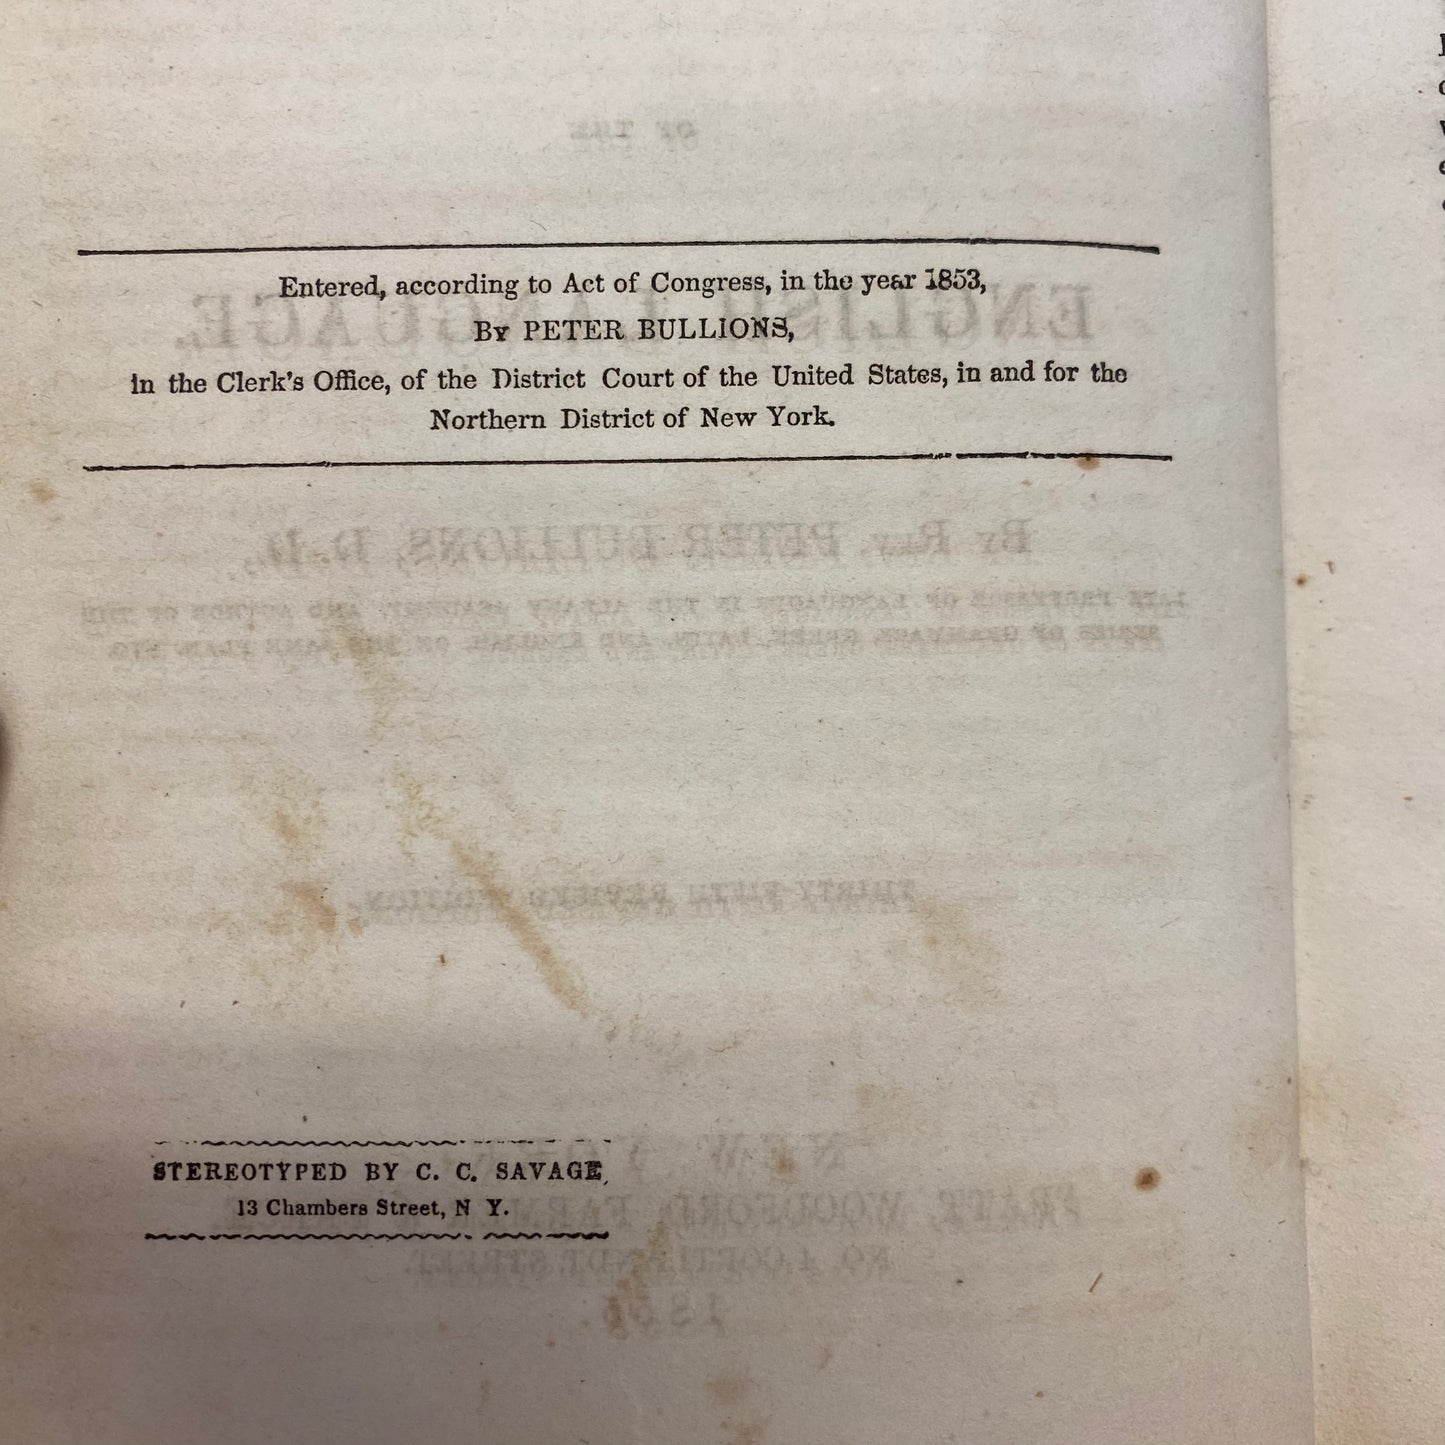 Entered, according to Act of Congress, in the year 1853,
By PETER BULLIONS,
in the Clerk's Office, of the District Court of the United States, in and for the
Northern District of New York.
STEREOTYPED BY C. C. SAVAGE,
13 Chambers Street, N Y.